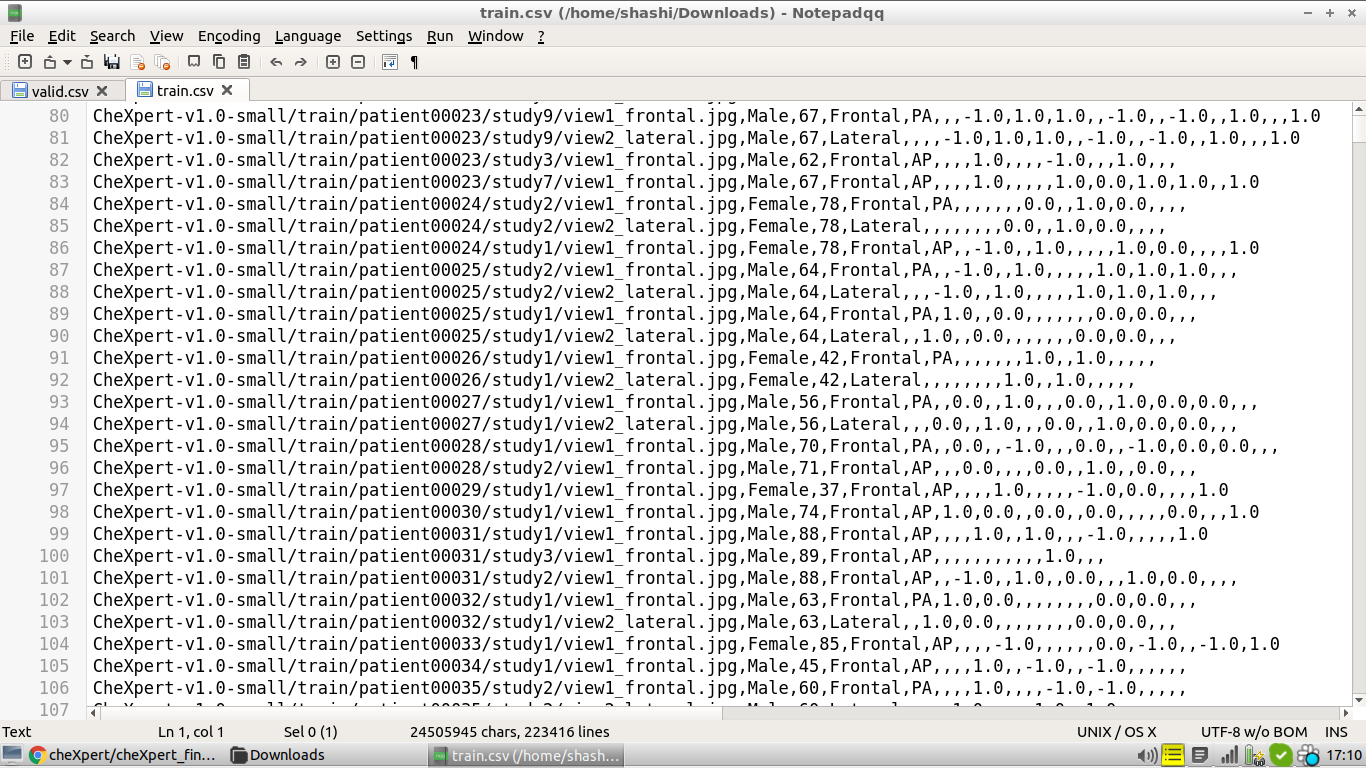 train.csv (/home/shashi/Downloads) - Notepadqq
File Edit Search View Encoding Language Settings Run Window ?
valid.csv train.csv
80 CheXpert-v1.0-small/train/patient00023/study9/view1_frontal.jpg,Male,67,Frontal,PA,,,-1.0,1.0,1.0,,-1.0,,-1.0,,1.0,,,1.0
81 CheXpert-v1.0-small/train/patient00023/study9/view2_lateral.jpg,Male,67,Lateral,,,,-1.0,1.0,1.0,,-1.0,,-1.0,,1.0,,,1.0
82 CheXpert-v1.0-small/train/patient00023/study3/view1_frontal.jpg,Male,62,Frontal,AP,,,,1.0,,,,-1.0,,,1.0,,,
83 CheXpert-v1.0-small/train/patient00023/study7/view1_frontal.jpg,Male,67,Frontal,AP,,,,1.0,,,,,1.0,0.0,1.0,1.0,,1.0
84 CheXpert-v1.0-small/train/patient00024/study2/view1_frontal.jpg,Female,78,Frontal,PA,,,,,,,0.0,,1.0,0.0,,,,
85 CheXpert-v1.0-small/train/patient00024/study2/view2_lateral.jpg,Female,78,Lateral,,,,,,,,0.0,,1.0,0.0,,,,
86 CheXpert-v1.0-small/train/patient00024/study1/view1_frontal.jpg,Female,78,Frontal,AP,,-1.0,,1.0,,,,,1.0,0.0,,,,1.0
87 CheXpert-v1.0-small/train/patient00025/study2/view1_frontal.jpg,Male,64,Frontal,PA,,-1.0,,1.0,,,,,1.0,1.0,1.0,,,
88 CheXpert-v1.0-small/train/patient00025/study2/view2_lateral.jpg,Male,64,Lateral,,,-1.0,,1.0,,,,,1.0,1.0,1.0,,,
89 CheXpert-v1.0-small/train/patient00025/study1/view1_frontal.jpg,Male,64,Frontal,PA,1.0,,0.0,,,,,,,0.0,0.0,,,
90 CheXpert-v1.0-small/train/patient00025/study1/view2_lateral.jpg,Male,64,Lateral,,1.0,,0.0,,,,,,,0.0,0.0,,,
91 CheXpert-v1.0-small/train/patient00026/study1/view1_frontal.jpg,Female,42,Frontal,PA,,,,,,,1.0,,1.0,,,,,
92 CheXpert-v1.0-small/train/patient00026/study1/view2_lateral.jpg,Female,42,Lateral,,,,,,,,1.0,,1.0,,,,,
93 CheXpert-v1.0-small/train/patient00027/study1/view1_frontal.jpg,Male,56,Frontal,PA,,0.0,,1.0,,,0.0,,1.0,0.0,0.0,,,
94 CheXpert-v1.0-small/train/patient00027/study1/view2_lateral.jpg,Male,56,Lateral,,,0.0,,1.0,,,0.0,,1.0,0.0,0.0,,,
95 CheXpert-v1.0-small/train/patient00028/study1/view1_frontal.jpg,Male,70,Frontal,PA,,0.0,,-1.0,,,0.0,,-1.0,0.0,0.0,,,
96 CheXpert-v1.0-small/train/patient00028/study2/view1_frontal.jpg,Male,71,Frontal,AP,,,0.0,,,,0.0,,1.0,,0.0,,,
97 CheXpert-v1.0-small/train/patient00029/study1/view1_frontal.jpg,Female,37,Frontal,AP,,,,1.0,,,,,-1.0,0.0,,,,1.0
98 CheXpert-v1.0-small/train/patient00030/study1/view1_frontal.jpg,Male,74,Frontal,AP,1.0,0.0,,0.0,,0.0,,,,,0.0,,,1.0
99 CheXpert-v1.0-small/train/patient00031/study1/view1_frontal.jpg,Male,88,Frontal,AP,,,,1.0,,1.0,,,-1.0,,,,,1.0
100 CheXpert-v1.0-small/train/patient00031/study3/view1_frontal.jpg,Male,89,Frontal,AP,,,,,,,,,,,1.0,,,
101 CheXpert-v1.0-small/train/patient00031/study2/view1_frontal.jpg,Male,88,Frontal,AP,,-1.0,,1.0,,0.0,,,1.0,0.0,,,,
102 CheXpert-v1.0-small/train/patient00032/study1/view1_frontal.jpg,Male,63,Frontal,PA,1.0,0.0,,,,,,,,0.0,0.0,,,
103 CheXpert-v1.0-small/train/patient00032/study1/view2_lateral.jpg,Male,63,Lateral,,1.0,0.0,,,,,,,,0.0,0.0,,,
104 CheXpert-v1.0-small/train/patient00033/study1/view1_frontal.jpg,Female,85,Frontal,AP,,,,-1.0,,,,,,0.0,-1.0,,-1.0,1.0
105 CheXpert-v1.0-small/train/patient00034/study1/view1_frontal.jpg,Male,45,Frontal,AP,,,,1.0,,-1.0,,-1.0,,,,,,
106 CheXpert-v1.0-small/train/patient00035/study2/view1_frontal.jpg,Male,60,Frontal,PA,,,,1.0,,,,-1.0,-1.0,,,,,
107
Text Ln 1, col 1 Sel 0 (1) 24505945 chars, 223416 lines UNIX / OS X UTF-8 w/o BOM INS
cheXpert/cheXpert_fin... Downloads train.csv (/home/shash... 17:10